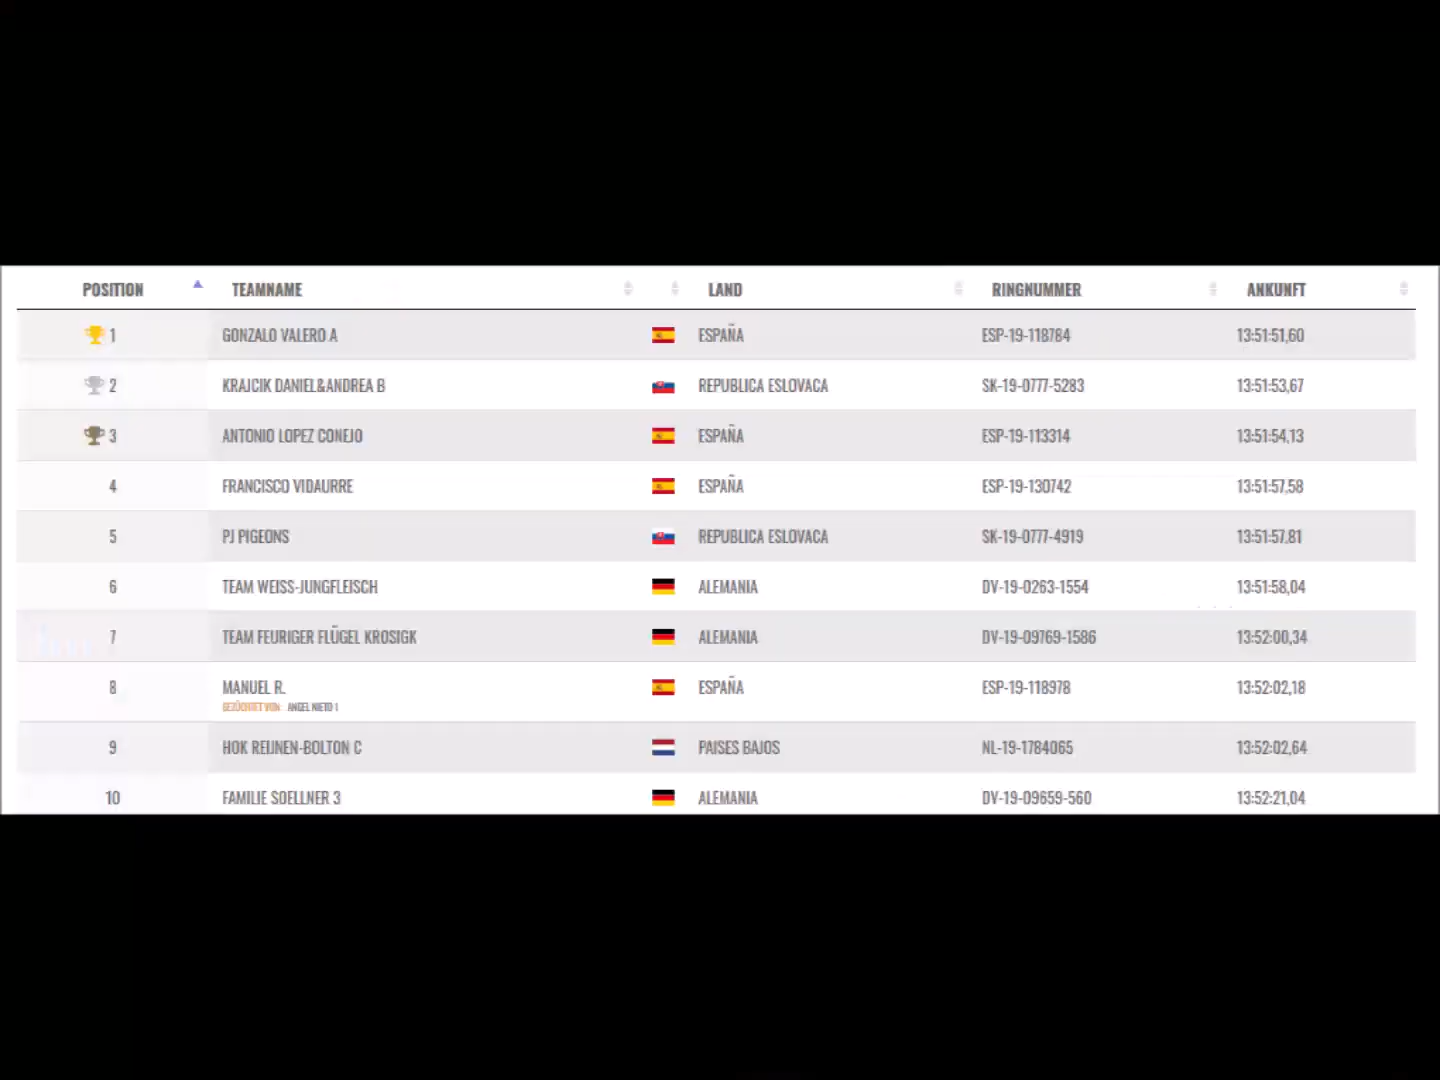 POSITION TEAMNAME LAND RINGNUMMER ANKUNFT
1 GONZALO VALERO A ESPAÑA ESP-19-118784 13:51:51,60
2 KRAJCIK DANIEL&ANDREA B REPUBLICA ESLOVACA SK-19-0777-5283 13:51:53,67
3 ANTONIO LOPEZ CONEJO ESPAÑA ESP-19-113314 13:51:54,13
4 FRANCISCO VIDAURRE ESPAÑA ESP-19-130742 13:51:57,58
5 PJ PIGEONS REPUBLICA ESLOVACA SK-19-0777-4919 13:51:57,81
6 TEAM WEISS-JUNGFLEISCH ALEMANIA DV-19-0263-1554 13:51:58,04
7 TEAM FEURIGER FLÜGEL KROSIGK ALEMANIA DV-19-09769-1586 13:52:00,34
8 MANUEL R. ESPAÑA ESP-19-118978 13:52:02,18
GEZÜCHTET VON: ANGEL NIETO 1
9 HOK REIJNEN-BOLTON C PAISES BAJOS NL-19-1784065 13:52:02,64
10 FAMILIE SOELLNER 3 ALEMANIA DV-19-09659-560 13:52:21,04